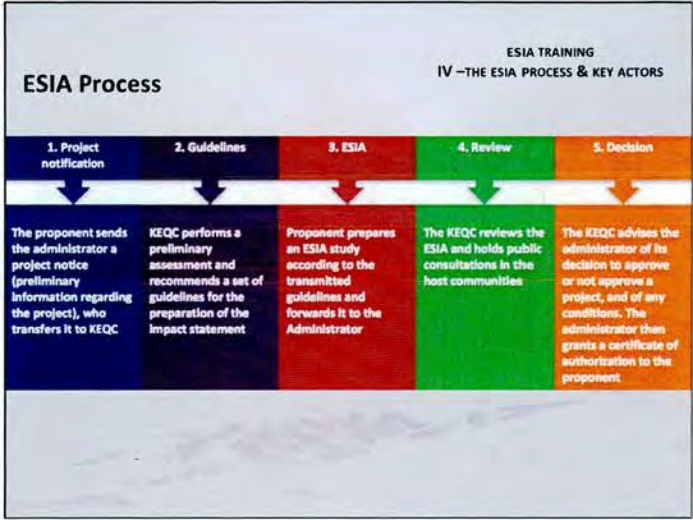 ESIA TRAINING
IV –THE ESIA PROCESS & KEY ACTORS
ESIA Process
1. Project
notification
2. Guidelines
3. ESIA
4. Review
5. Decision
The proponent sends
the administrator a
project notice
(preliminary
information regarding
the project), who
transfers it to KEQC
KEQC performs a
preliminary
assessment and
recommends a set of
guidelines for the
preparation of the
impact statement
Proponent prepares
an ESIA study
according to the
transmitted
guidelines and
forwards it to the
Administrator
The KEQC reviews the
ESIA and holds public
consultations in the
host communities
The KEQC advises the
administrator of its
decision to approve
or not approve a
project, and of any
conditions. The
administrator then
grants a certificate of
authorization to the
proponent